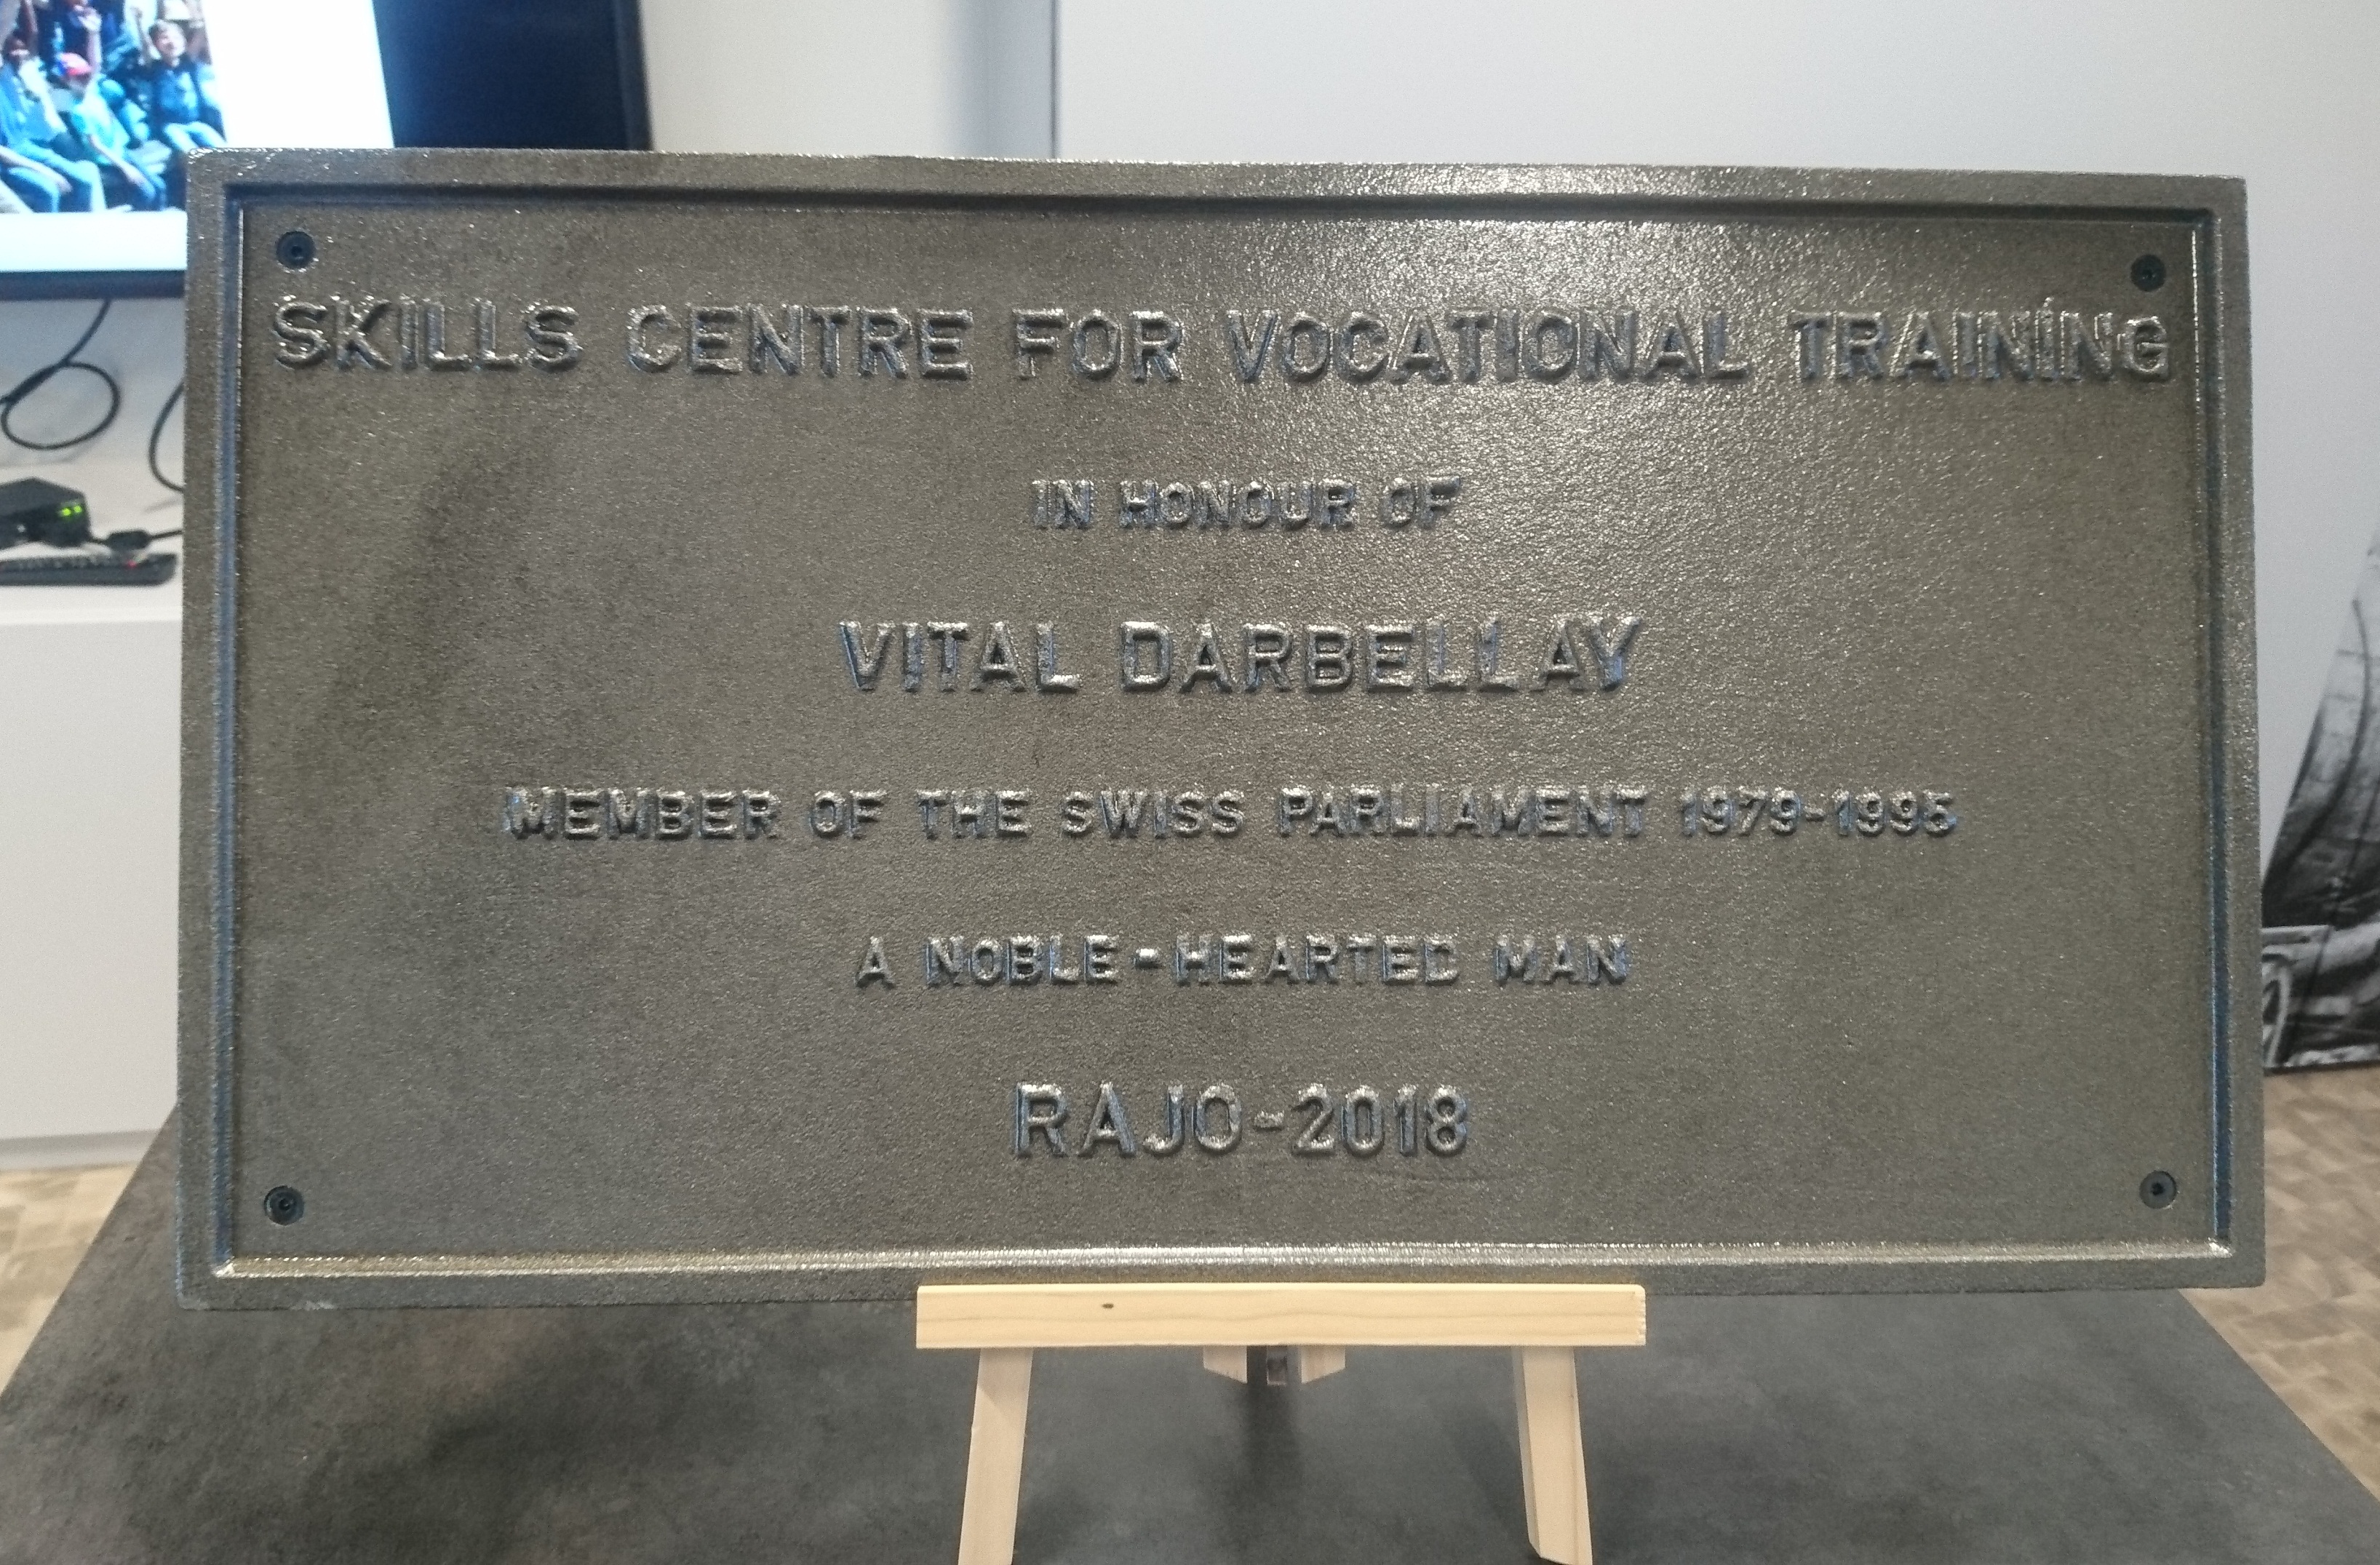 SKILLS CENTRE FOR VOCATIONAL TRAINING
IN HONOUR OF
VITAL DARBELLAY
MEMBER OF THE SWISS PARLIAMENT 1979-1995
A NOBLE-HEARTED MAN
RAJO-2018